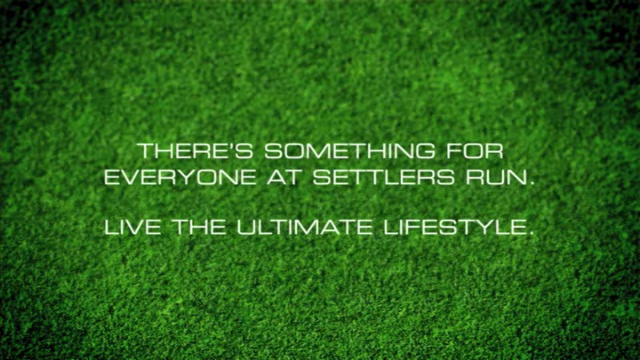 THERE'S SOMETHING FOR
EVERYONE AT SETTLERS RUN.
LIVE THE ULTIMATE LIFESTYLE.